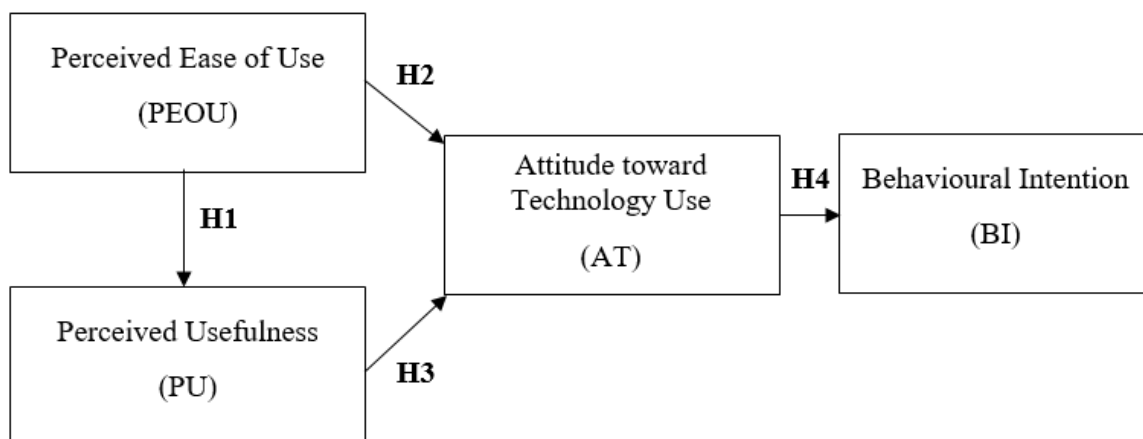 Perceived Ease of Use
(PEOU)
H2
Attitude toward
Technology Use
(AT)
H4
Behavioural Intention
(BI)
H1
Perceived Usefulness
(PU)
H3